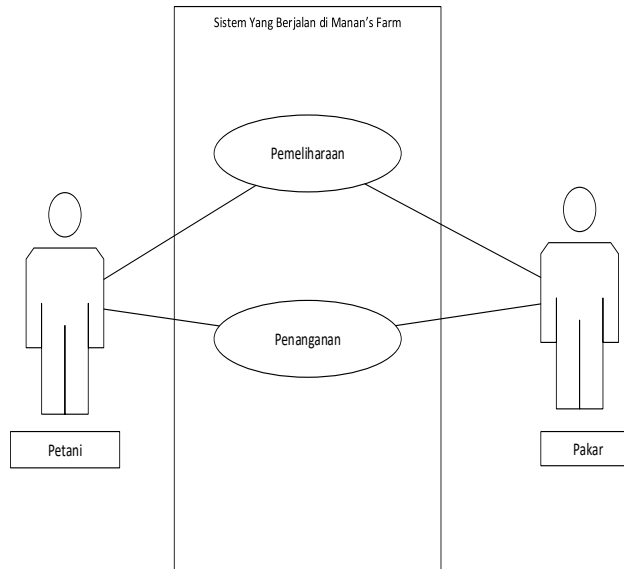 Sistem Yang Berjalan di Manan's Farm
Pemeliharaan
Penanganan
Petani
Pakar